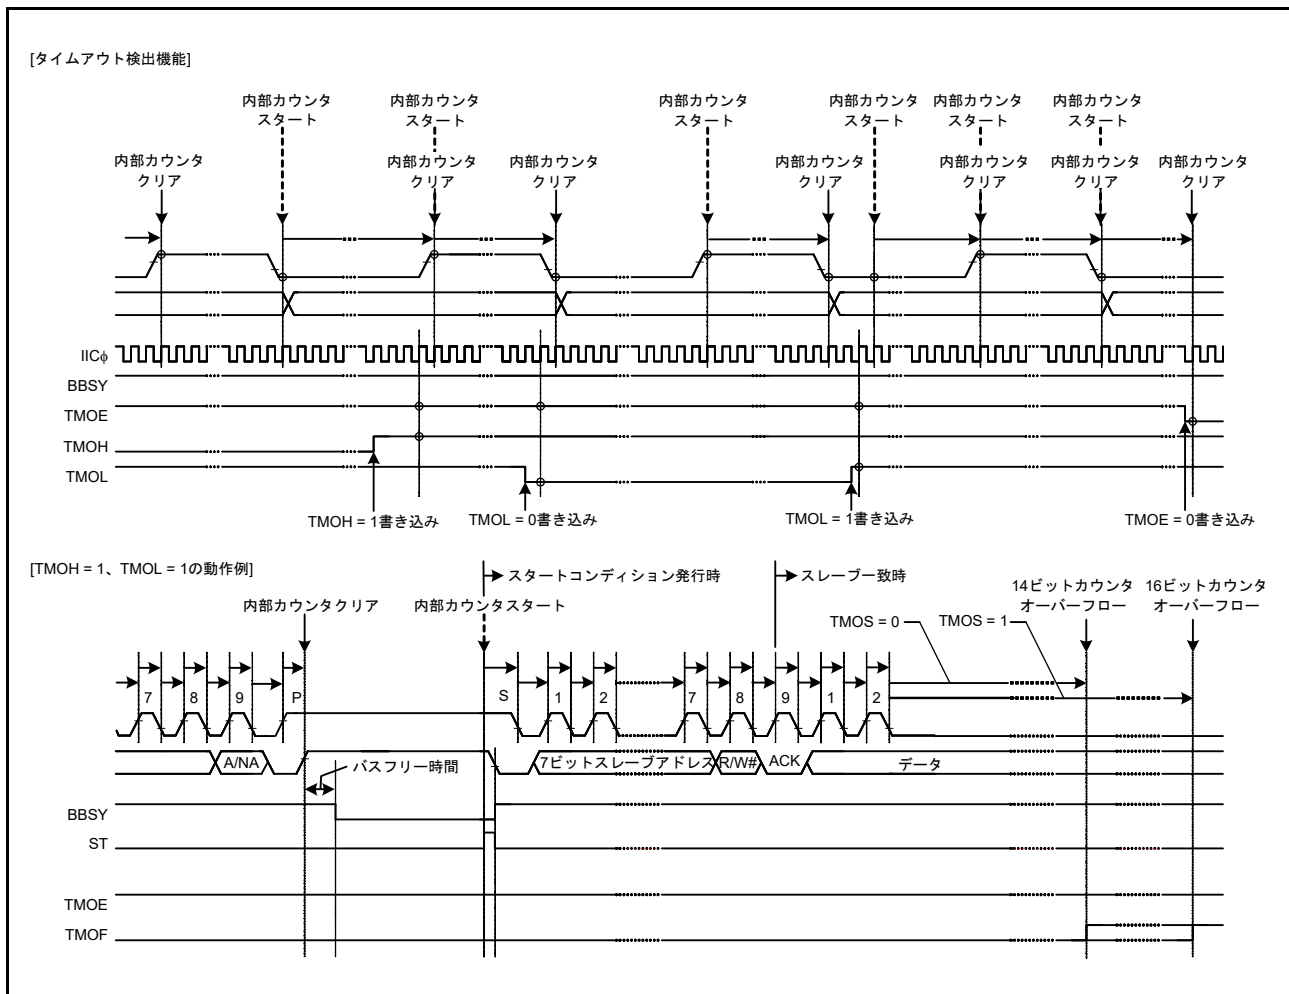 [タイムアウト検出機能]
内部カウンタ
スタート
内部カウンタ
スタート
内部カウンタ
スタート
内部カウンタ
スタート
内部カウンタ
スタート
内部カウンタ
スタート
内部カウンタ
クリア
内部カウンタ
クリア
内部カウンタ
クリア
内部カウンタ
クリア
内部カウンタ
クリア
内部カウンタ
クリア
内部カウンタ
クリア
IICφ
BBSY
TMOE
TMOH
TMOL
TMOH = 1書き込み
TMOL = 0書き込み
TMOL = 1書き込み
TMOE = 0書き込み
[TMOH = 1、TMOL = 1の動作例]
スタートコンディション発行時
スレーブ一致時
内部カウンタクリア
内部カウンタスタート
14ビットカウンタ
オーバーフロー
16ビットカウンタ
オーバーフロー
TMOS = 0
TMOS = 1
7 8 9 P S 1 2 7 8 9 1 2
A/NA
バスフリー時間
7ビットスレーブアドレス
R/W#
ACK
データ
BBSY
ST
TMOE
TMOF